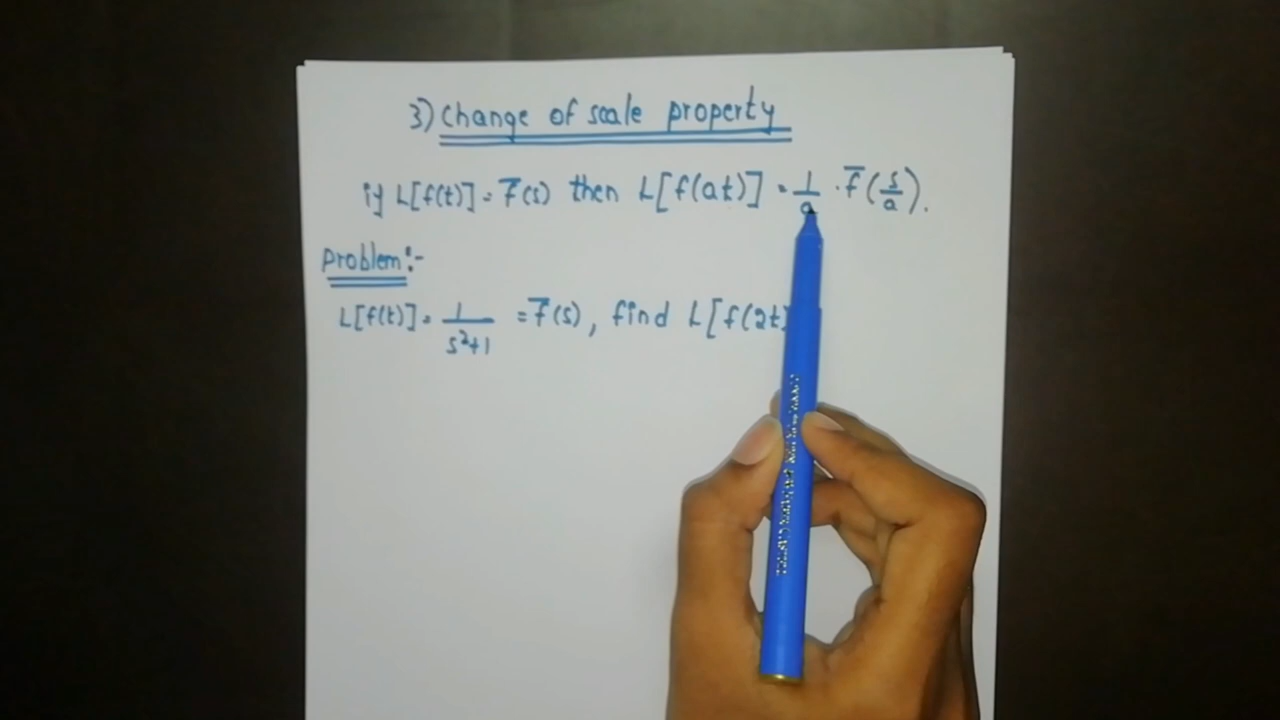 3) Change of scale property
if L[f(t)] = f̅(s) then L[f(at)] = 1/a · f̅(s/a).
Problem:-
L[f(t)] = 1/s²+1 = f̅(s), find L[f(2t)